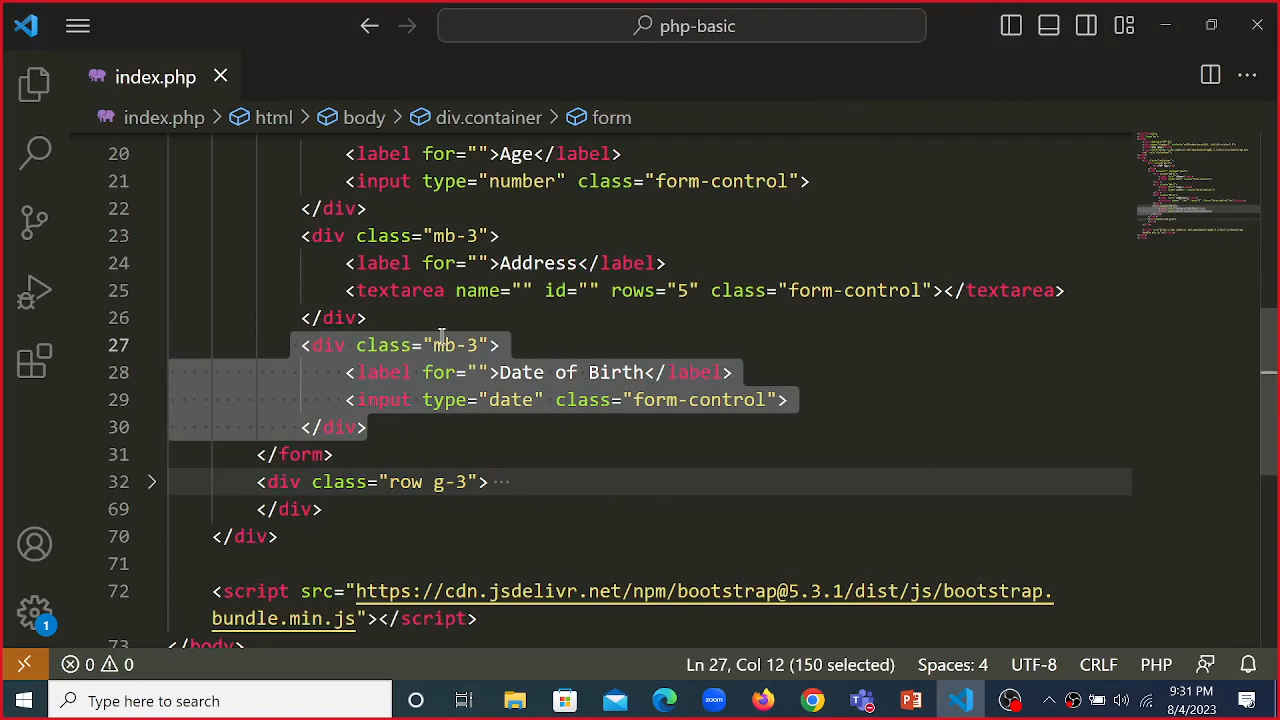 php-basic
index.php
index.php > html > body > div.container > form
20 <label for="">Age</label>
21 <input type="number" class="form-control">
22 </div>
23 <div class="mb-3">
24 <label for="">Address</label>
25 <textarea name="" id="" rows="5" class="form-control"></textarea>
26 </div>
27 <div class="mb-3">
28 <label for="">Date of Birth</label>
29 <input type="date" class="form-control">
30 </div>
31 </form>
32 <div class="row g-3"> ...
69 </div>
70 </div>
71
72 <script src="https://cdn.jsdelivr.net/npm/bootstrap@5.3.1/dist/js/bootstrap.
bundle.min.js"></script>
73 </body>
1
0 0 Ln 27, Col 12 (150 selected) Spaces: 4 UTF-8 CRLF PHP
Type here to search
zoom
9:31 PM
8/4/2023